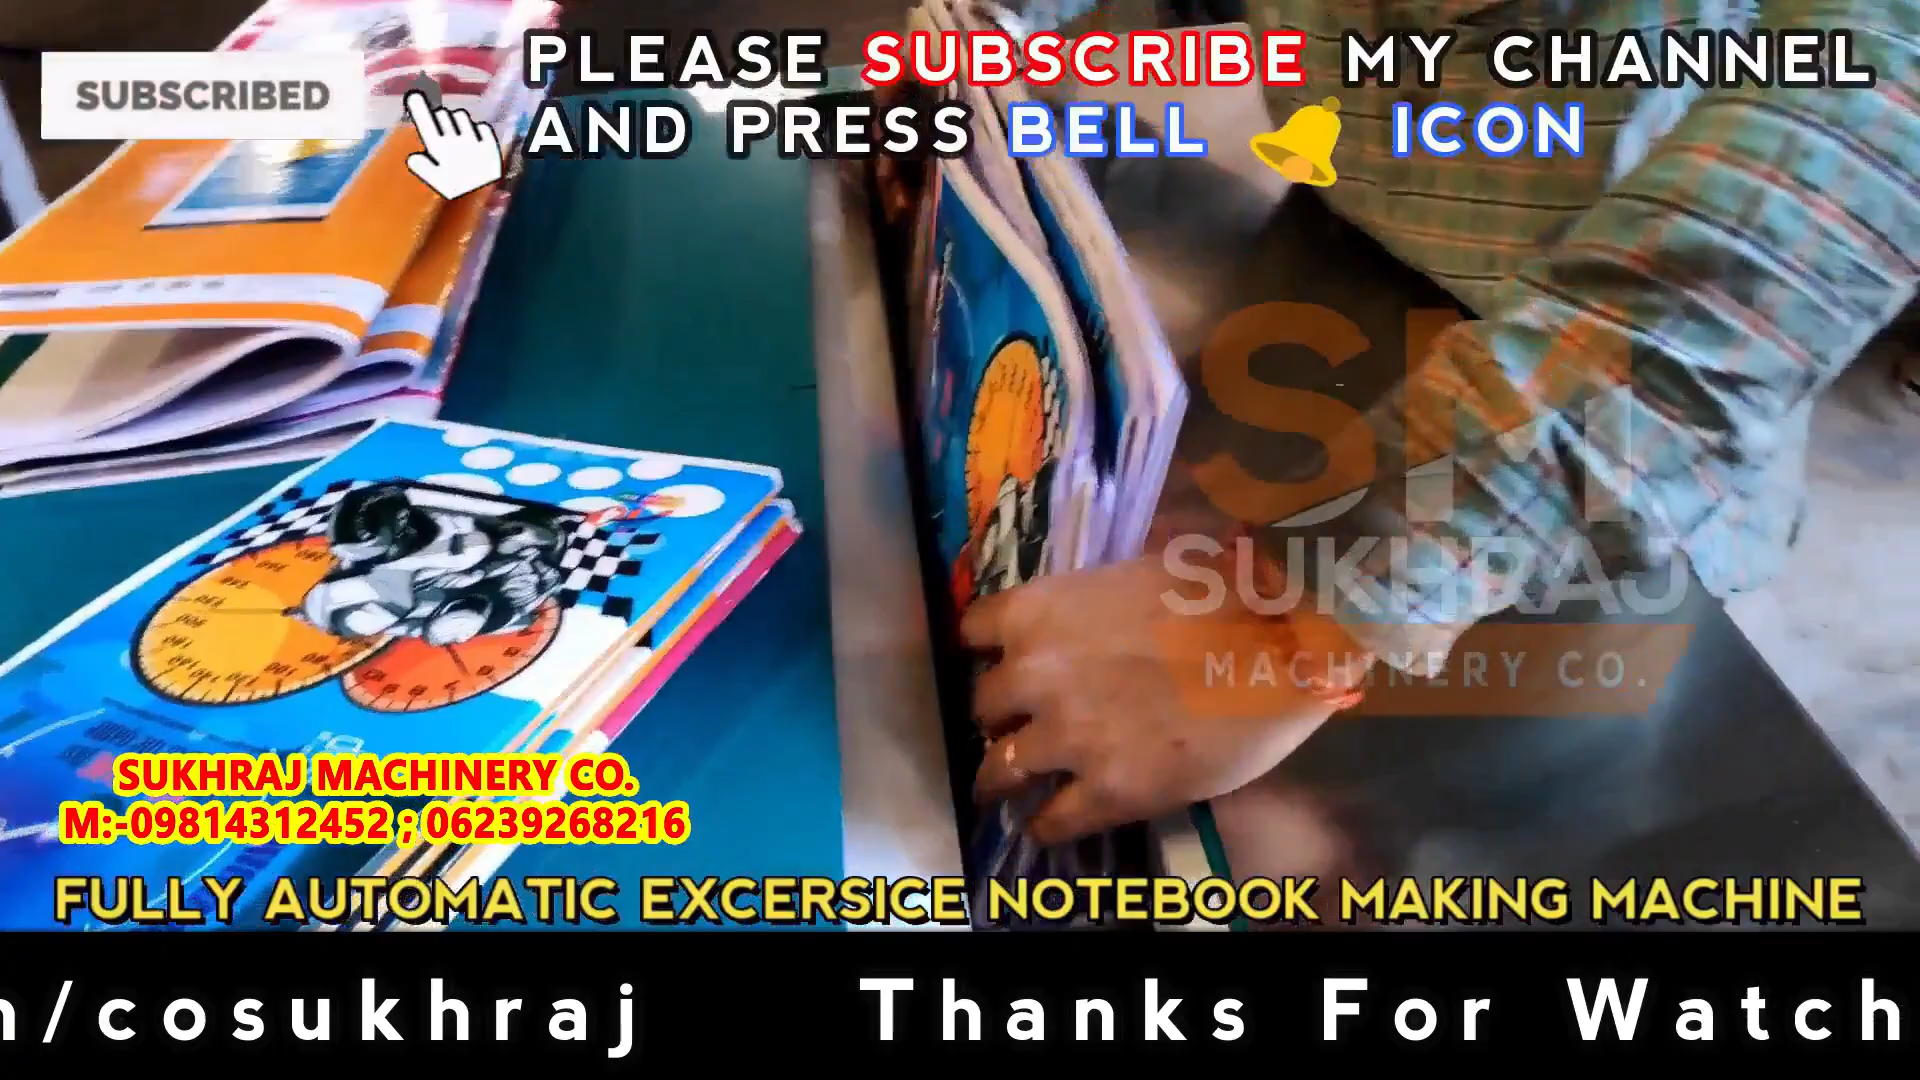 SUBSCRIBED
PLEASE SUBSCRIBE MY CHANNEL
AND PRESS BELL ICON
SM
SUKHRAJ
MACHINERY CO.
SUKHRAJ MACHINERY CO.
M:-09814312452 ; 06239268216
FULLY AUTOMATIC EXCERSICE NOTEBOOK MAKING MACHINE
/cosukhraj Thanks For Watch